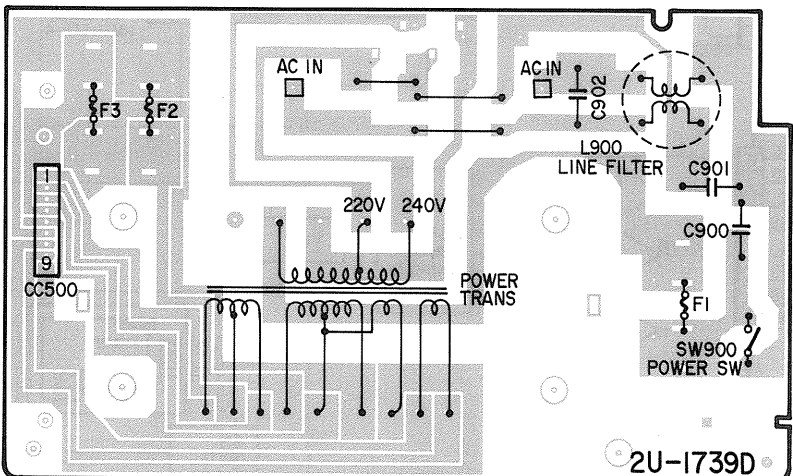 AC IN
AC IN
C902
F3
F2
L900
LINE FILTER
1
C901
220V
240V
C900
9
CC500
POWER
TRANS
F1
SW900
POWER SW
2U-1739D